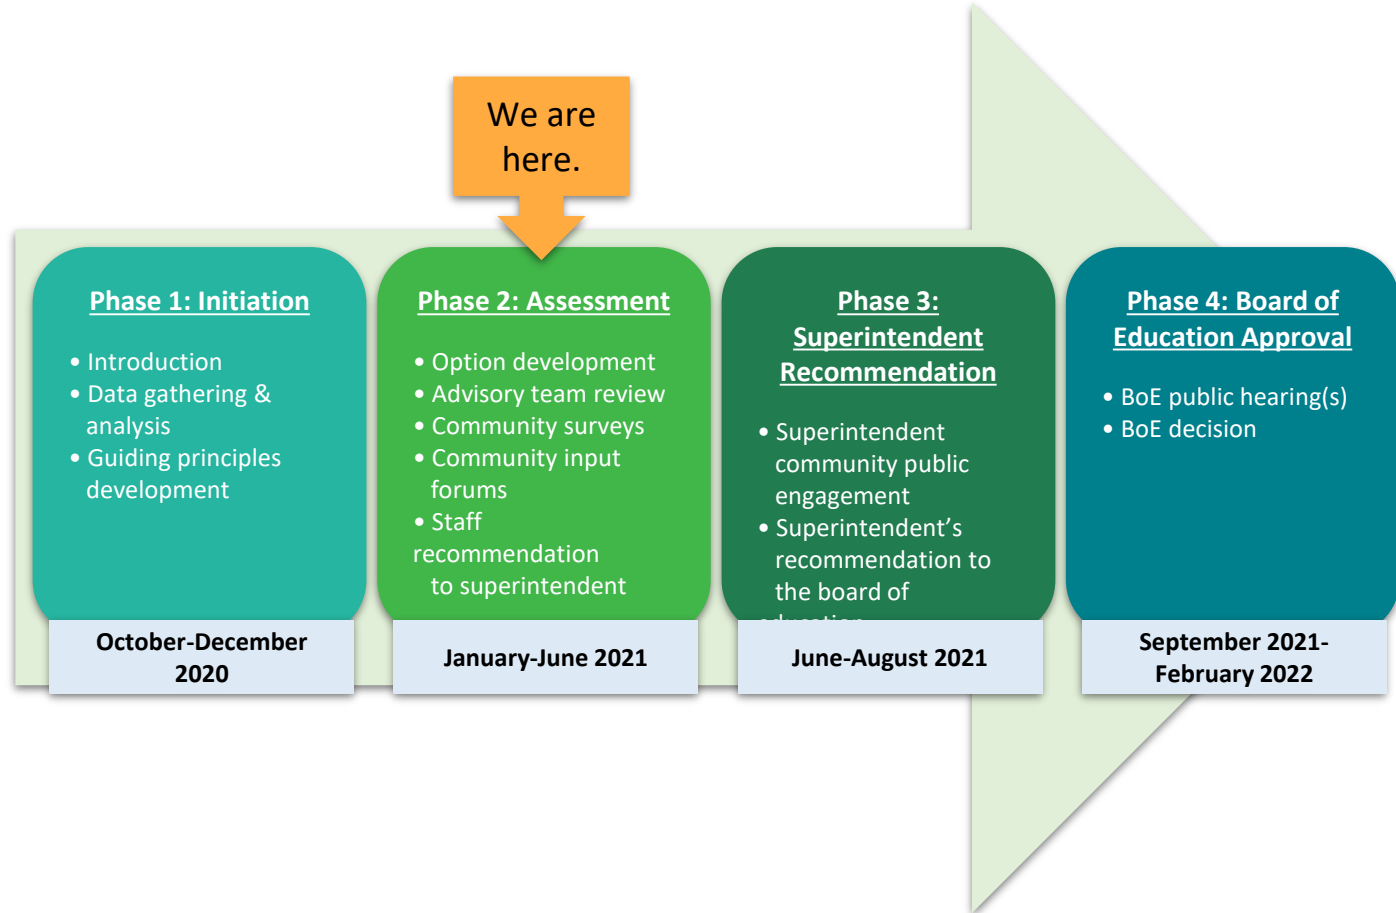 We are
here.
Phase 1: Initiation
• Introduction
• Data gathering &
analysis
• Guiding principles
development
October-December
2020
Phase 2: Assessment
• Option development
• Advisory team review
• Community surveys
• Community input
forums
• Staff
recommendation
to superintendent
January-June 2021
Phase 3:
Superintendent
Recommendation
• Superintendent
community public
engagement
• Superintendent’s
recommendation to
the board of
education
June-August 2021
Phase 4: Board of
Education Approval
• BoE public hearing(s)
• BoE decision
September 2021-
February 2022